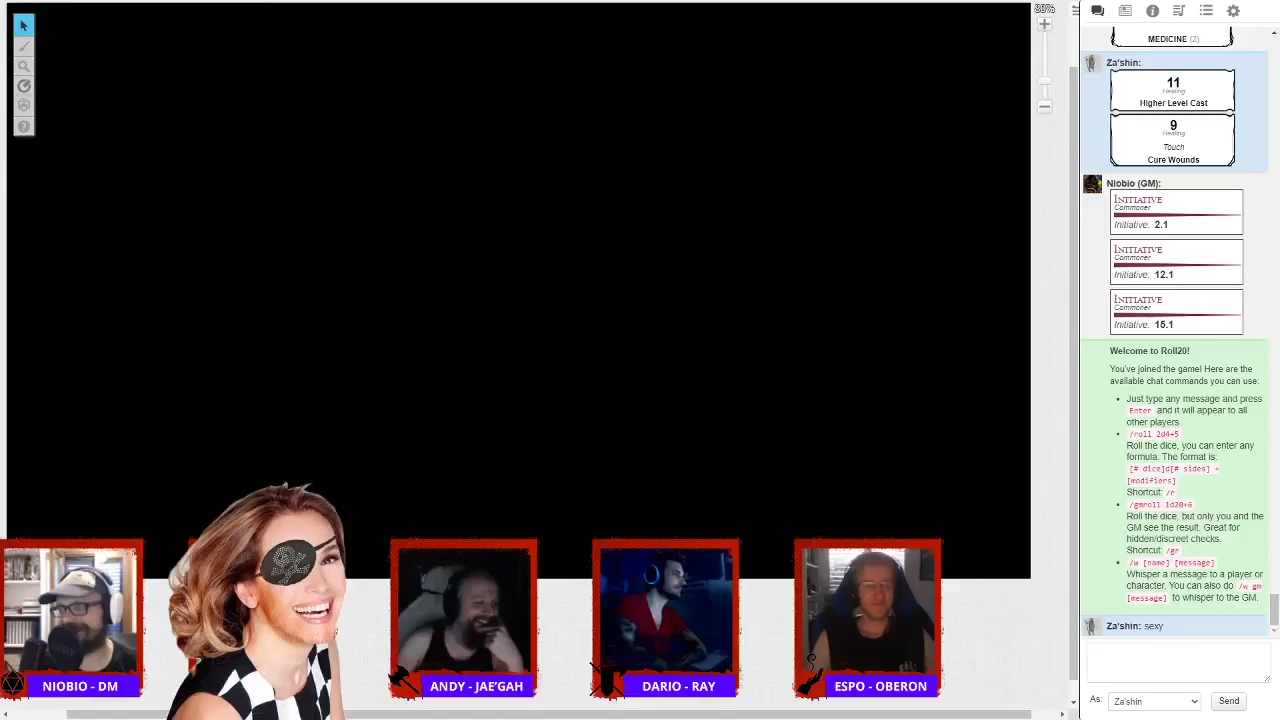 88%
MEDICINE (2)
Za'shin:
11
Healing
Higher Level Cast
9
Healing
Touch
Cure Wounds
Niobio (GM):
INITIATIVE
Commoner
Initiative: 2.1
INITIATIVE
Commoner
Initiative: 12.1
INITIATIVE
Commoner
Initiative: 15.1
Welcome to Roll20!
You've joined the game! Here are the
available chat commands you can use:
• Just type any message and press
Enter and it will appear to all
other players.
• /roll 2d4+5
Roll the dice, you can enter any
formula. The format is:
[# dice]d[# sides] +
[modifiers]
Shortcut: /r
• /gmroll 1d20+6
Roll the dice, but only you and the
GM see the result. Great for
hidden/discreet checks.
Shortcut: /gr
• /w [name] [message]
Whisper a message to a player or
character. You can also do /w gm
[message] to whisper to the GM.
Za'shin: sexy
As: Za'shin Send
NIOBIO - DM
ANDY - JAE'GAH
DARIO - RAY
ESPO - OBERON